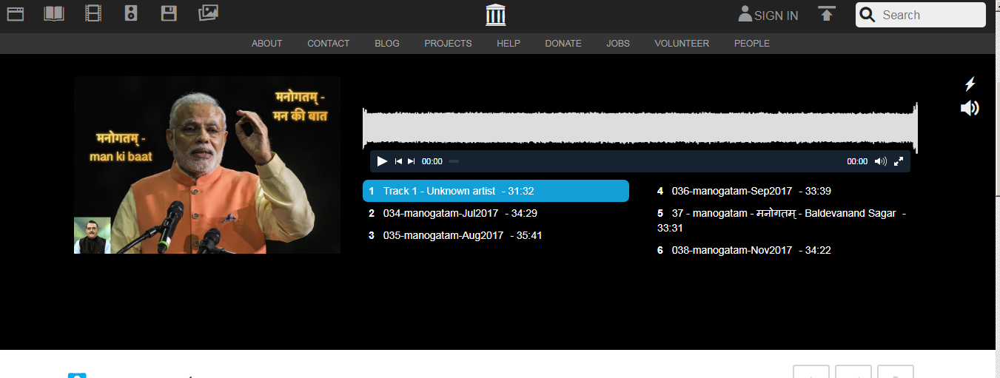 SIGN IN
Search
ABOUT CONTACT BLOG PROJECTS HELP DONATE JOBS VOLUNTEER PEOPLE
मनोगतम् -
मन की बात
मनोगतम् -
man ki baat
00:00 00:00
1 Track 1 - Unknown artist - 31:32
2 034-manogatam-Jul2017 - 34:29
3 035-manogatam-Aug2017 - 35:41
4 036-manogatam-Sep2017 - 33:39
5 37 - manogatam - मनोगतम् - Baldevanand Sagar -
33:31
6 038-manogatam-Nov2017 - 34:22